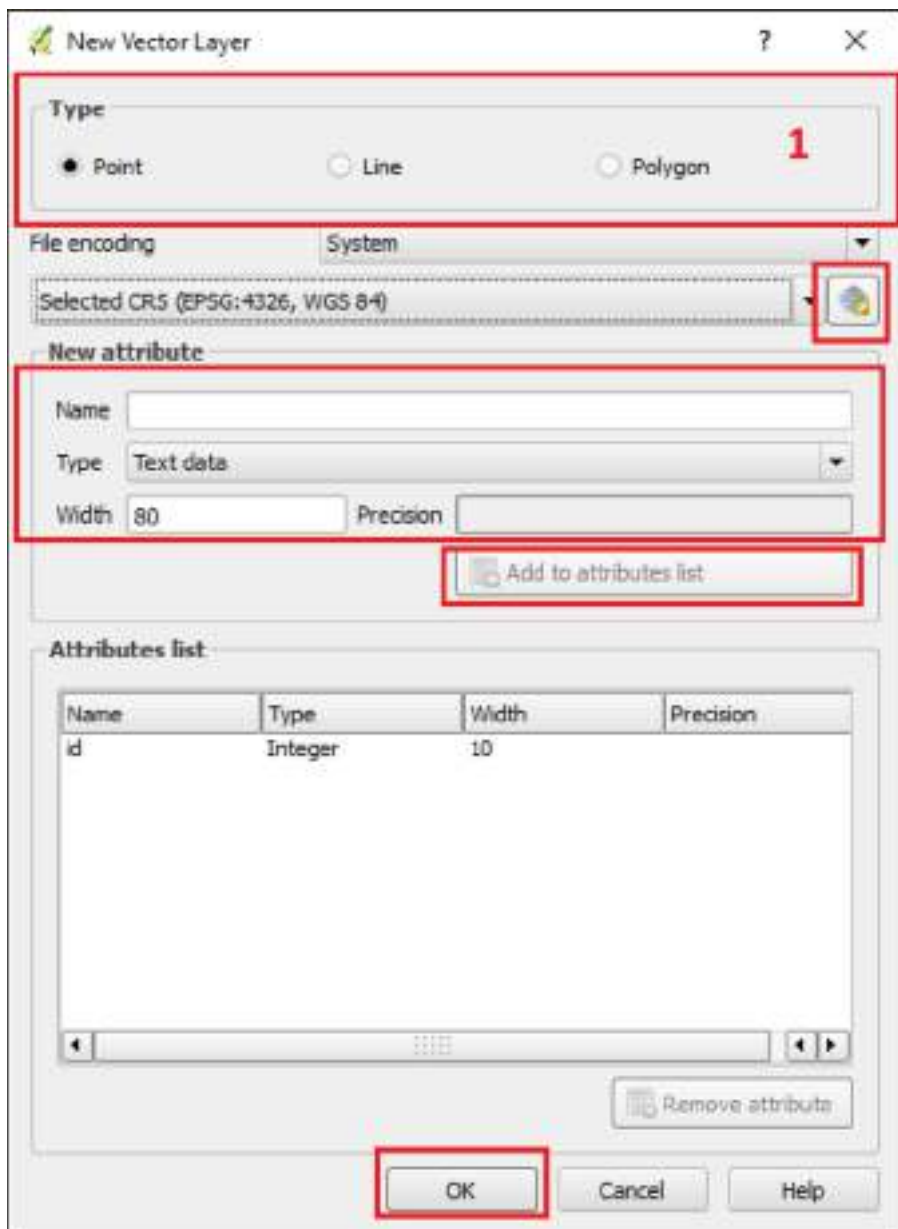 New Vector Layer ? ×
Type
Point Line Polygon 1
File encoding System
Selected CRS (EPSG:4326, WGS 84)
New attribute
Name
Type Text data
Width 80 Precision
Add to attributes list
Attributes list
Name Type Width Precision
id Integer 10
Remove attribute
OK Cancel Help